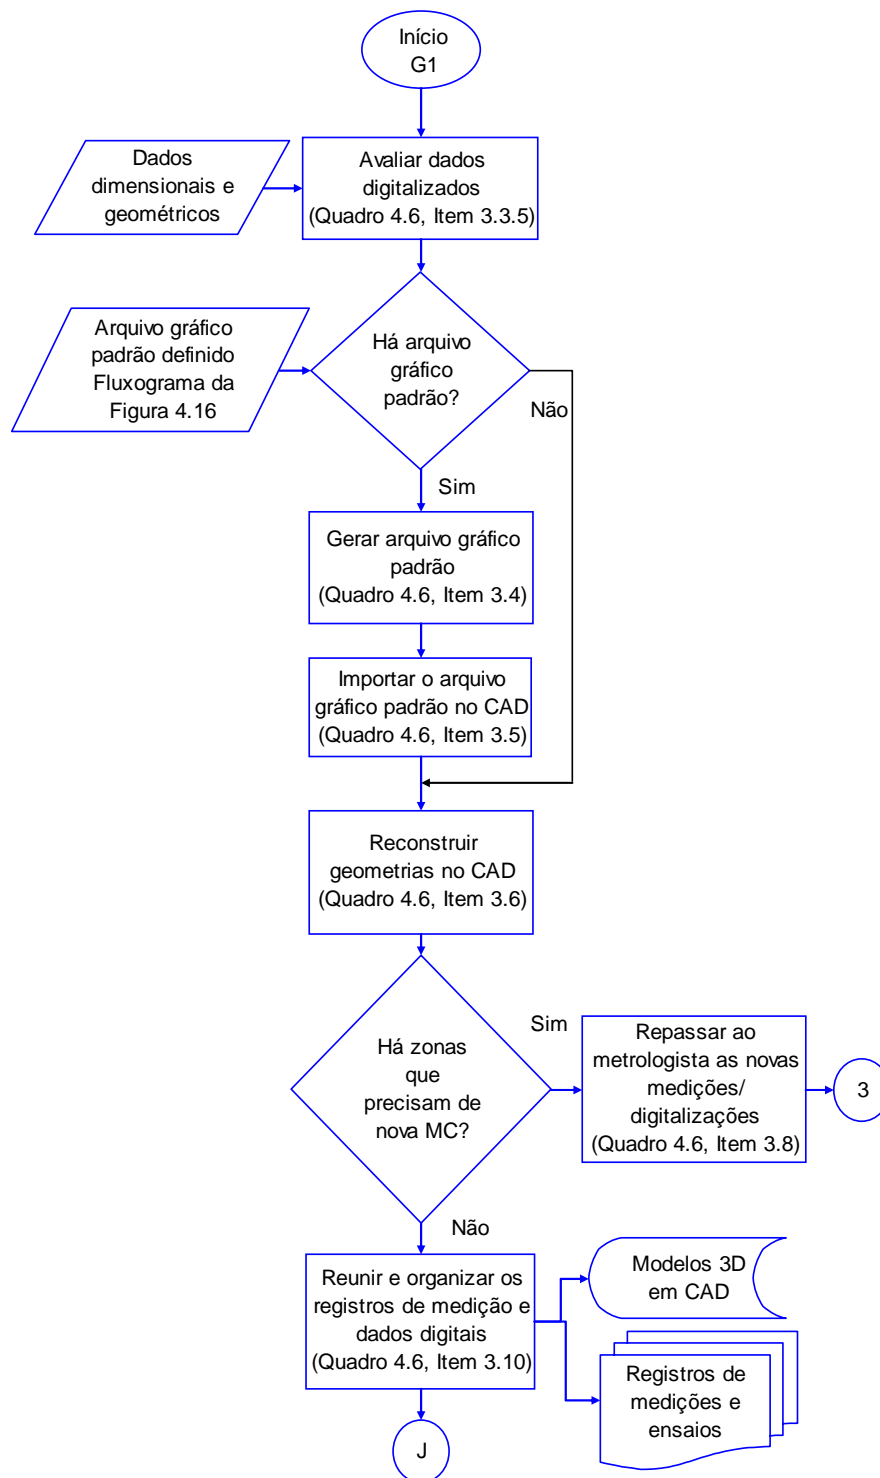 Início
G1
Dados
dimensionais e
geométricos
Avaliar dados
digitalizados
(Quadro 4.6, Item 3.3.5)
Arquivo gráfico
padrão definido
Fluxograma da
Figura 4.16
Há arquivo
gráfico
padrão?
Não
Sim
Gerar arquivo gráfico
padrão
(Quadro 4.6, Item 3.4)
Importar o arquivo
gráfico padrão no CAD
(Quadro 4.6, Item 3.5)
Reconstruir
geometrias no CAD
(Quadro 4.6, Item 3.6)
Há zonas
que
precisam de
nova MC?
Sim
Repassar ao
metrologista as novas
medições/
digitalizações
(Quadro 4.6, Item 3.8)
3
Não
Reunir e organizar os
registros de medição e
dados digitais
(Quadro 4.6, Item 3.10)
Modelos 3D
em CAD
Registros de
medições e
ensaios
J